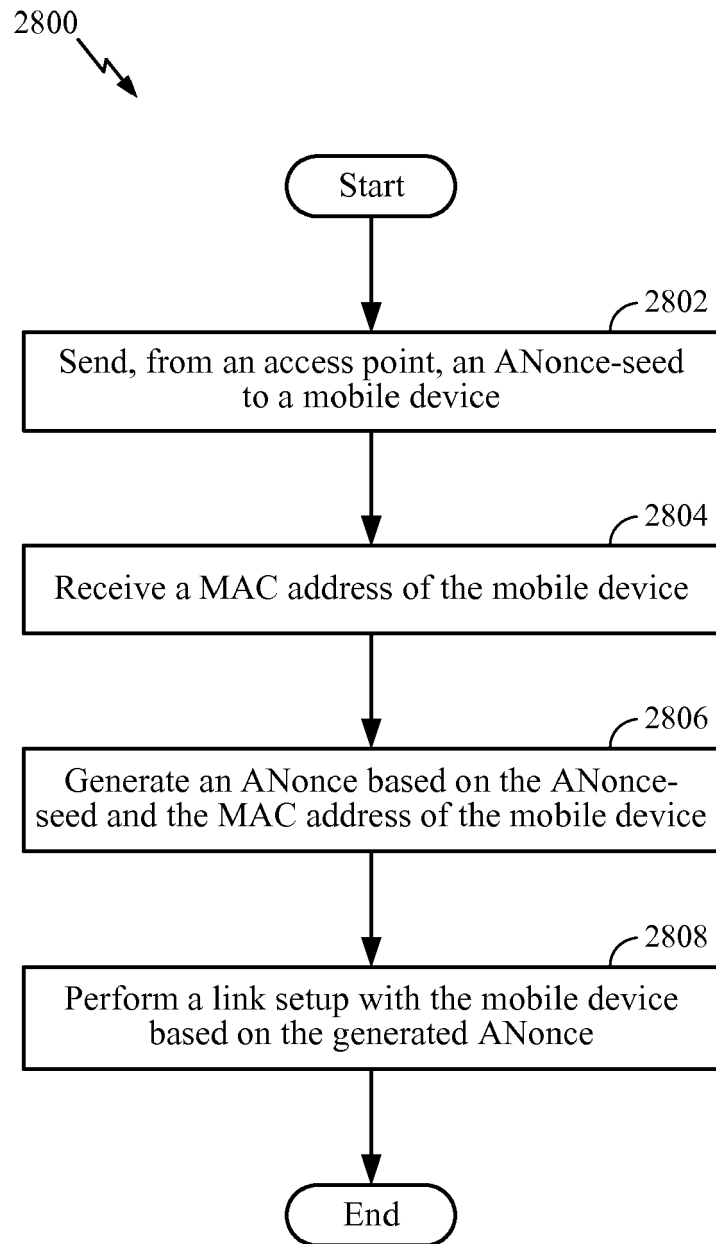 2800
Start
2802
Send, from an access point, an ANonce-seed
to a mobile device
2804
Receive a MAC address of the mobile device
2806
Generate an ANonce based on the ANonce-
seed and the MAC address of the mobile device
2808
Perform a link setup with the mobile device
based on the generated ANonce
End